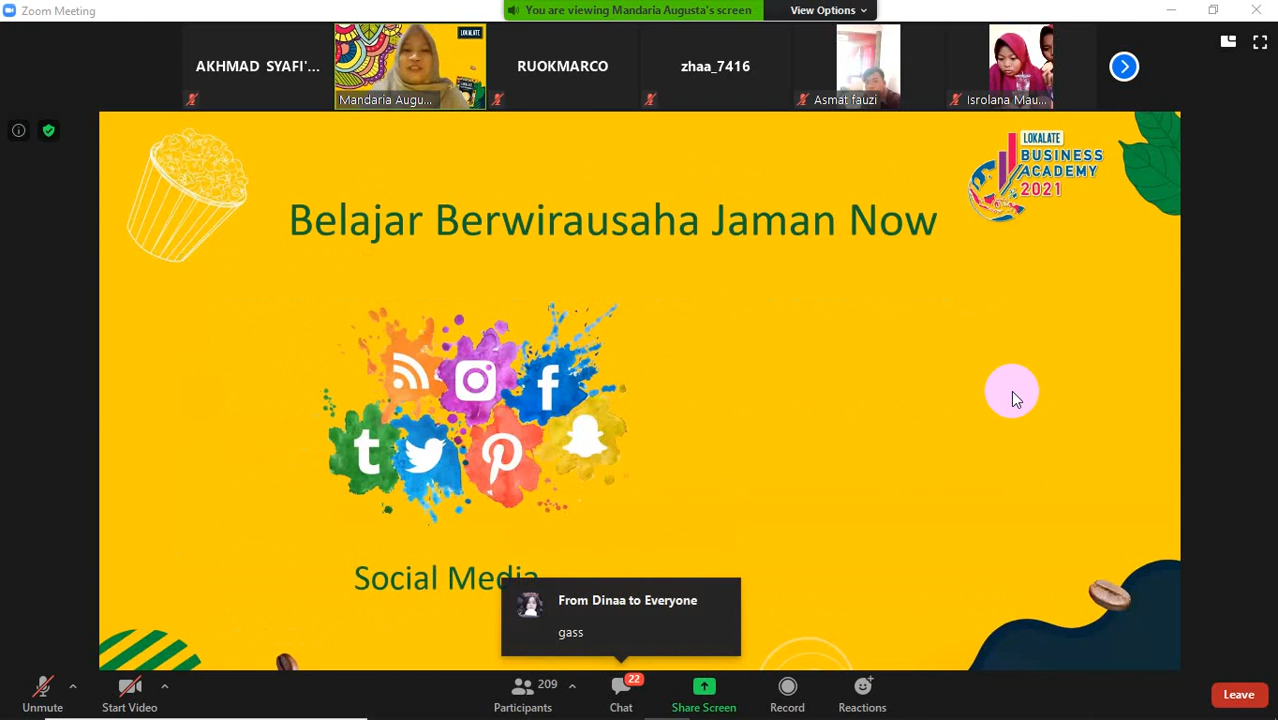 Zoom Meeting
You are viewing Mandaria Augusta's screen
View Options
AKHMAD SYAFI'...
Mandaria Augu...
LOKALATE
RUOKMARCO
zhaa_7416
Asmat fauzi
Isrolana Mau...
LOKALATE
BUSINESS
ACADEMY
2021
Belajar Berwirausaha Jaman Now
Social Media
From Dinaa to Everyone
gass
Unmute
Start Video
209
Participants
22
Chat
Share Screen
Record
Reactions
Leave